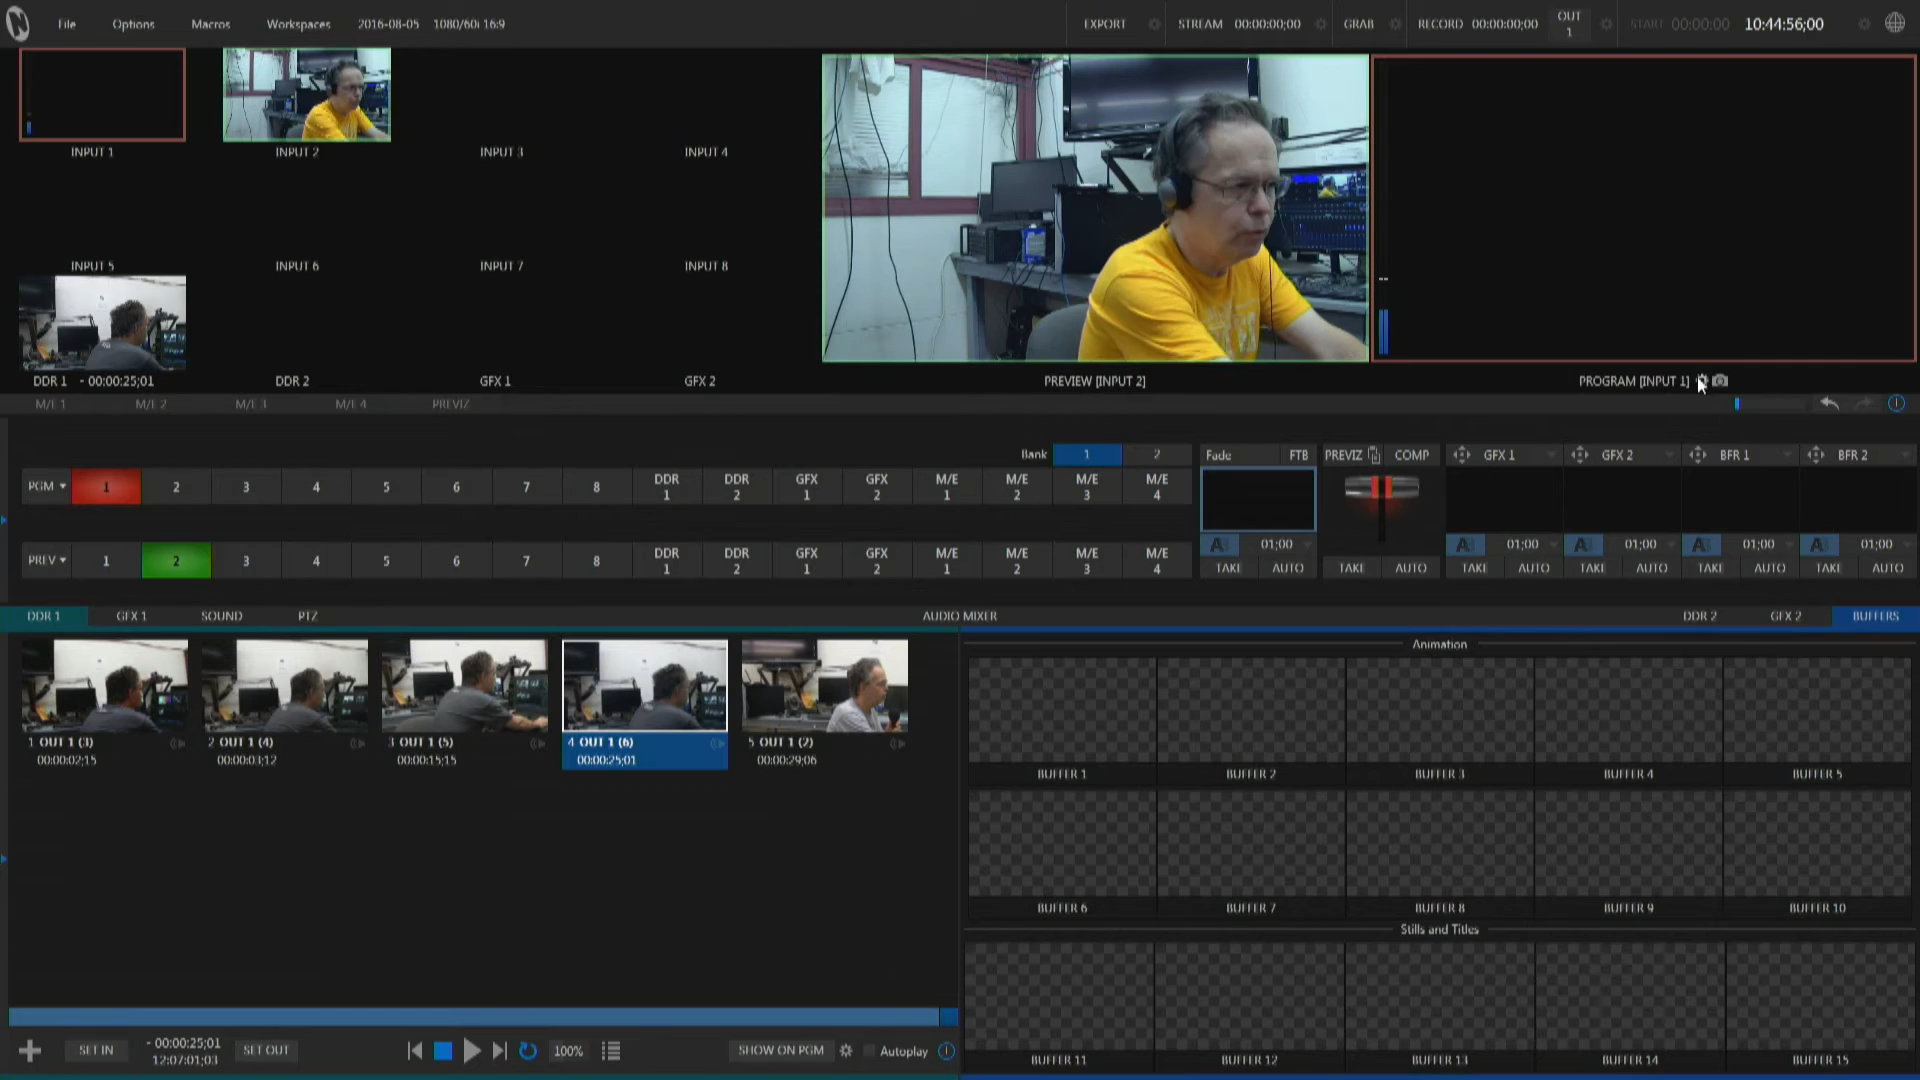 File Options Macros Workspaces 2016-08-05 1080/60i 16:9 EXPORT STREAM 00:00:00;00 GRAB RECORD 00:00:00;00 OUT 1 START 00:00:00 10:44:56;00
INPUT 1 INPUT 2 INPUT 3 INPUT 4
INPUT 5 INPUT 6 INPUT 7 INPUT 8
DDR 1 - 00:00:25;01 DDR 2 GFX 1 GFX 2 PREVIEW [INPUT 2] PROGRAM [INPUT 1]
M/E 1 M/E 2 M/E 3 M/E 4 PREVIZ
Bank 1 2 Fade FTB PREVIZ COMP GFX 1 GFX 2 BFR 1 BFR 2
PGM 1 2 3 4 5 6 7 8 DDR 1 DDR 2 GFX 1 GFX 2 M/E 1 M/E 2 M/E 3 M/E 4
01;00 01;00 01;00 01;00 01;00
PREV 1 2 3 4 5 6 7 8 DDR 1 DDR 2 GFX 1 GFX 2 M/E 1 M/E 2 M/E 3 M/E 4
TAKE AUTO TAKE AUTO TAKE AUTO TAKE AUTO TAKE AUTO TAKE AUTO
DDR 1 GFX 1 SOUND PTZ AUDIO MIXER DDR 2 GFX 2 BUFFERS
Animation
1 OUT 1 (3) 2 OUT 1 (4) 3 OUT 1 (5) 4 OUT 1 (6) 5 OUT 1 (2)
00:00:02;15 00:00:03;12 00:00:15;15 00:00:25;01 00:00:29;06
BUFFER 1 BUFFER 2 BUFFER 3 BUFFER 4 BUFFER 5
BUFFER 6 BUFFER 7 BUFFER 8 BUFFER 9 BUFFER 10
Stills and Titles
SET IN - 00:00:25;01 12:07:01;03 SET OUT 100% SHOW ON PGM Autoplay
BUFFER 11 BUFFER 12 BUFFER 13 BUFFER 14 BUFFER 15